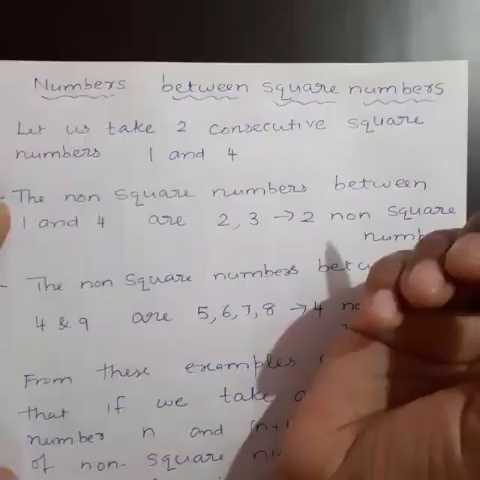 Numbers between square numbers
Let us take 2 consecutive square
numbers 1 and 4
- The non square numbers between
1 and 4 are 2, 3 → 2 non square
- The non square numbers
4 & 9 are 5, 6, 7, 8 → 4
From these examples
that if we take
number n and
of non- square